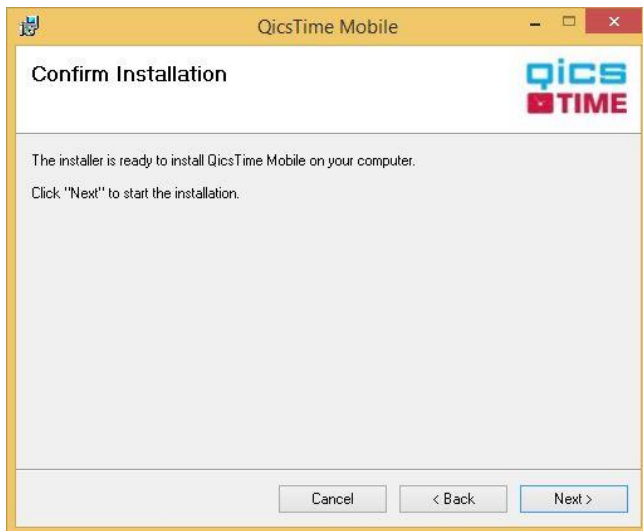 QicsTime Mobile
Confirm Installation
Qics
TIME
The installer is ready to install QicsTime Mobile on your computer.
Click "Next" to start the installation.
Cancel
< Back
Next >